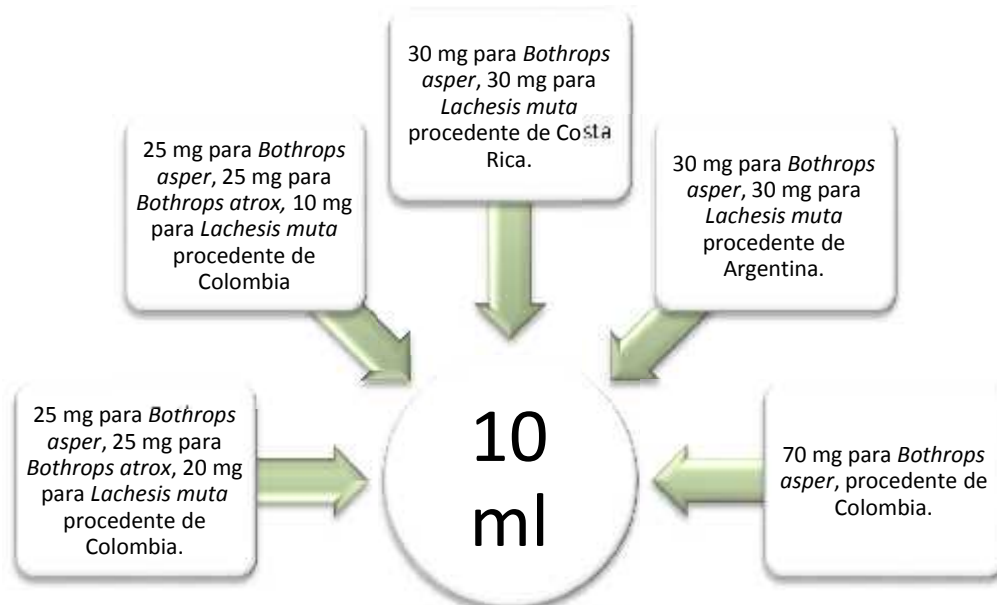 30 mg para Bothrops
asper, 30 mg para
Lachesis muta
procedente de Costa
Rica.
25 mg para Bothrops
asper, 25 mg para
Bothrops atrox, 10 mg
para Lachesis muta
procedente de
Colombia
30 mg para Bothrops
asper, 30 mg para
Lachesis muta
procedente de
Argentina.
25 mg para Bothrops
asper, 25 mg para
Bothrops atrox, 20 mg
para Lachesis muta
procedente de
Colombia.
10
ml
70 mg para Bothrops
asper, procedente de
Colombia.